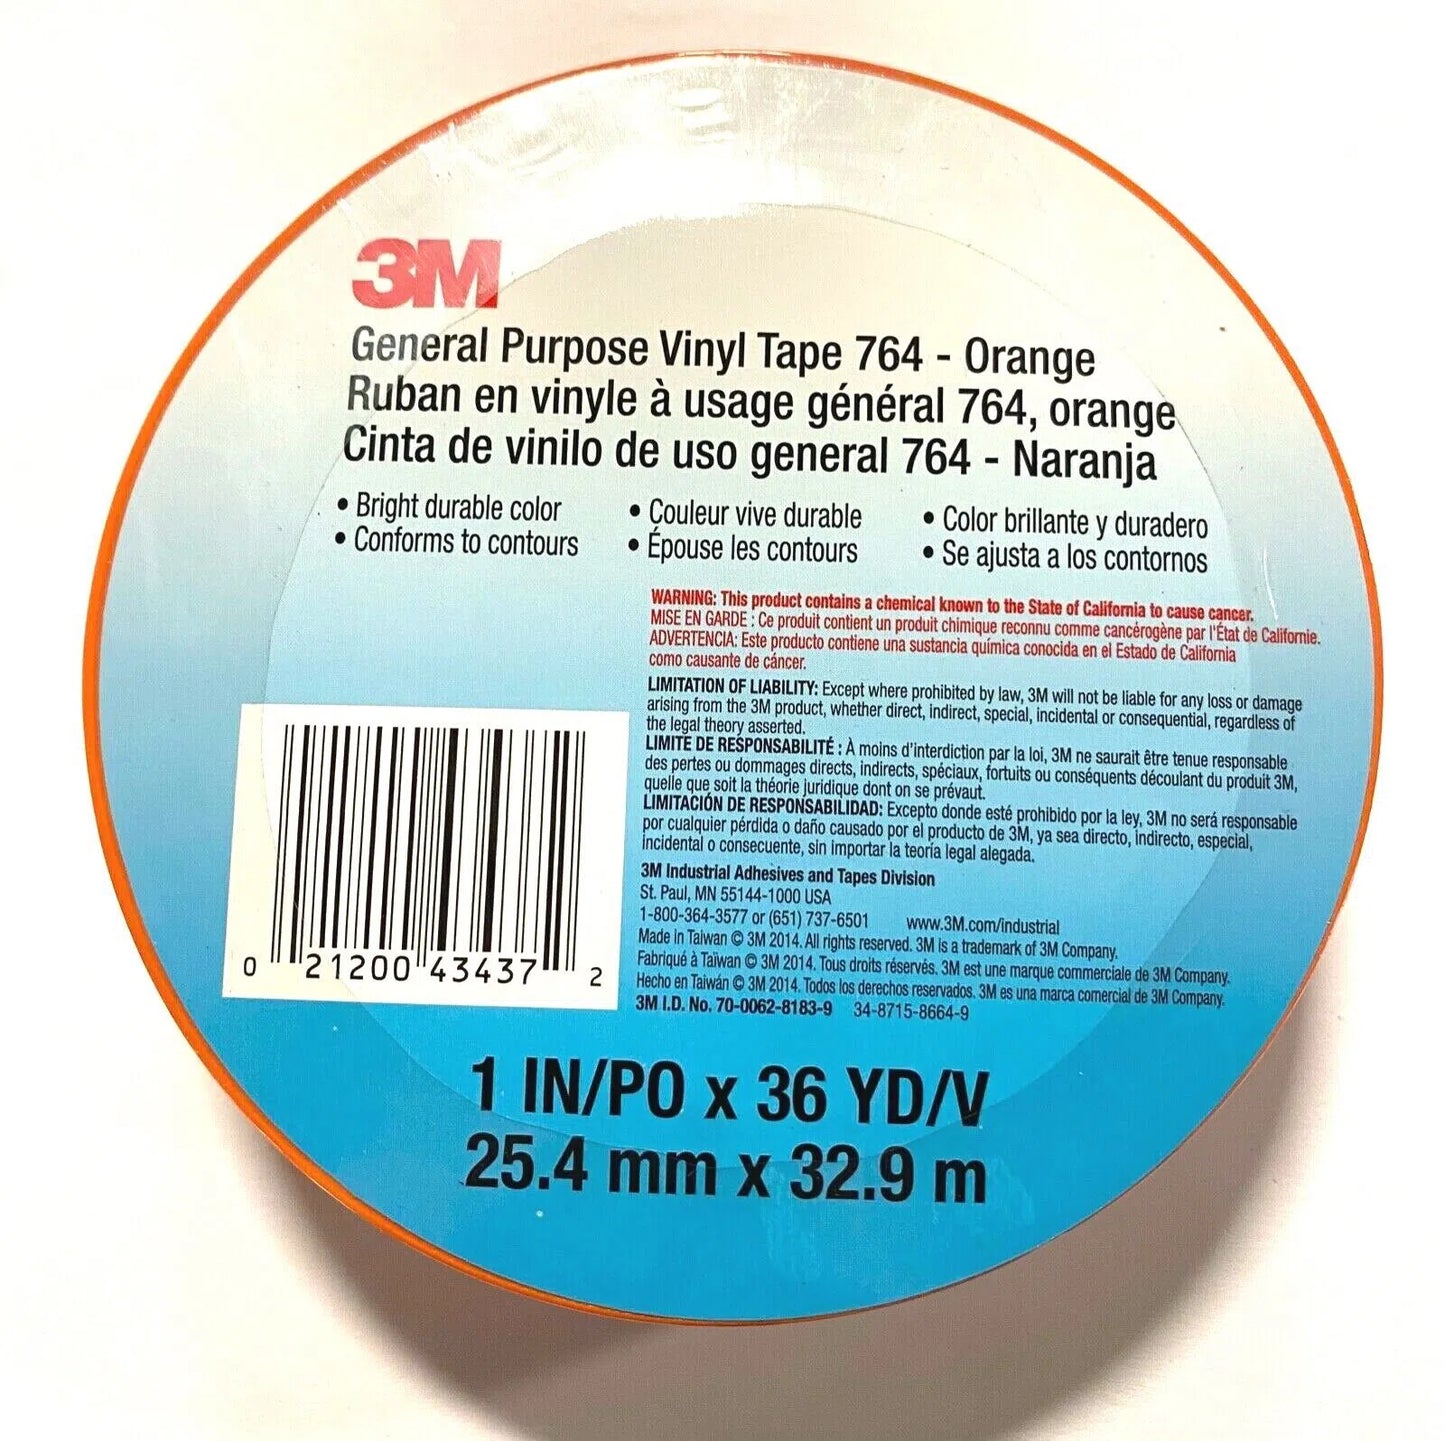 3M
General Purpose Vinyl Tape 764 - Orange
Ruban en vinyle à usage général 764, orange
Cinta de vinilo de uso general 764 - Naranja
• Bright durable color
• Conforms to contours
• Couleur vive durable
• Épouse les contours
• Color brillante y duradero
• Se ajusta a los contornos
WARNING: This product contains a chemical known to the State of California to cause cancer.
MISE EN GARDE : Ce produit contient un produit chimique reconnu comme cancérogène par l'État de Californie.
ADVERTENCIA: Este producto contiene una sustancia química conocida en el Estado de California
como causante de cáncer.
LIMITATION OF LIABILITY: Except where prohibited by law, 3M will not be liable for any loss or damage
arising from the 3M product, whether direct, indirect, special, incidental or consequential, regardless of
the legal theory asserted.
LIMITE DE RESPONSABILITÉ : À moins d'interdiction par la loi, 3M ne saurait être tenue responsable
des pertes ou dommages directs, indirects, spéciaux, fortuits ou conséquents découlant du produit 3M,
quelle que soit la théorie juridique dont on se prévaut.
LIMITACIÓN DE RESPONSABILIDAD: Excepto donde esté prohibido por la ley, 3M no será responsable
por cualquier pérdida o daño causado por el producto de 3M, ya sea directo, indirecto, especial,
incidental o consecuente, sin importar la teoría legal alegada.
3M Industrial Adhesives and Tapes Division
St. Paul, MN 55144-1000 USA
1-800-364-3577 or (651) 737-6501 www.3M.com/industrial
Made in Taiwan © 3M 2014. All rights reserved. 3M is a trademark of 3M Company.
Fabriqué à Taïwan © 3M 2014. Tous droits réservés. 3M est une marque commerciale de 3M Company.
Hecho en Taiwán © 3M 2014. Todos los derechos reservados. 3M es una marca comercial de 3M Company.
3M I.D. No. 70-0062-8183-9 34-8715-8664-9
0 21200 43437 2
1 IN/PO x 36 YD/V
25.4 mm x 32.9 m